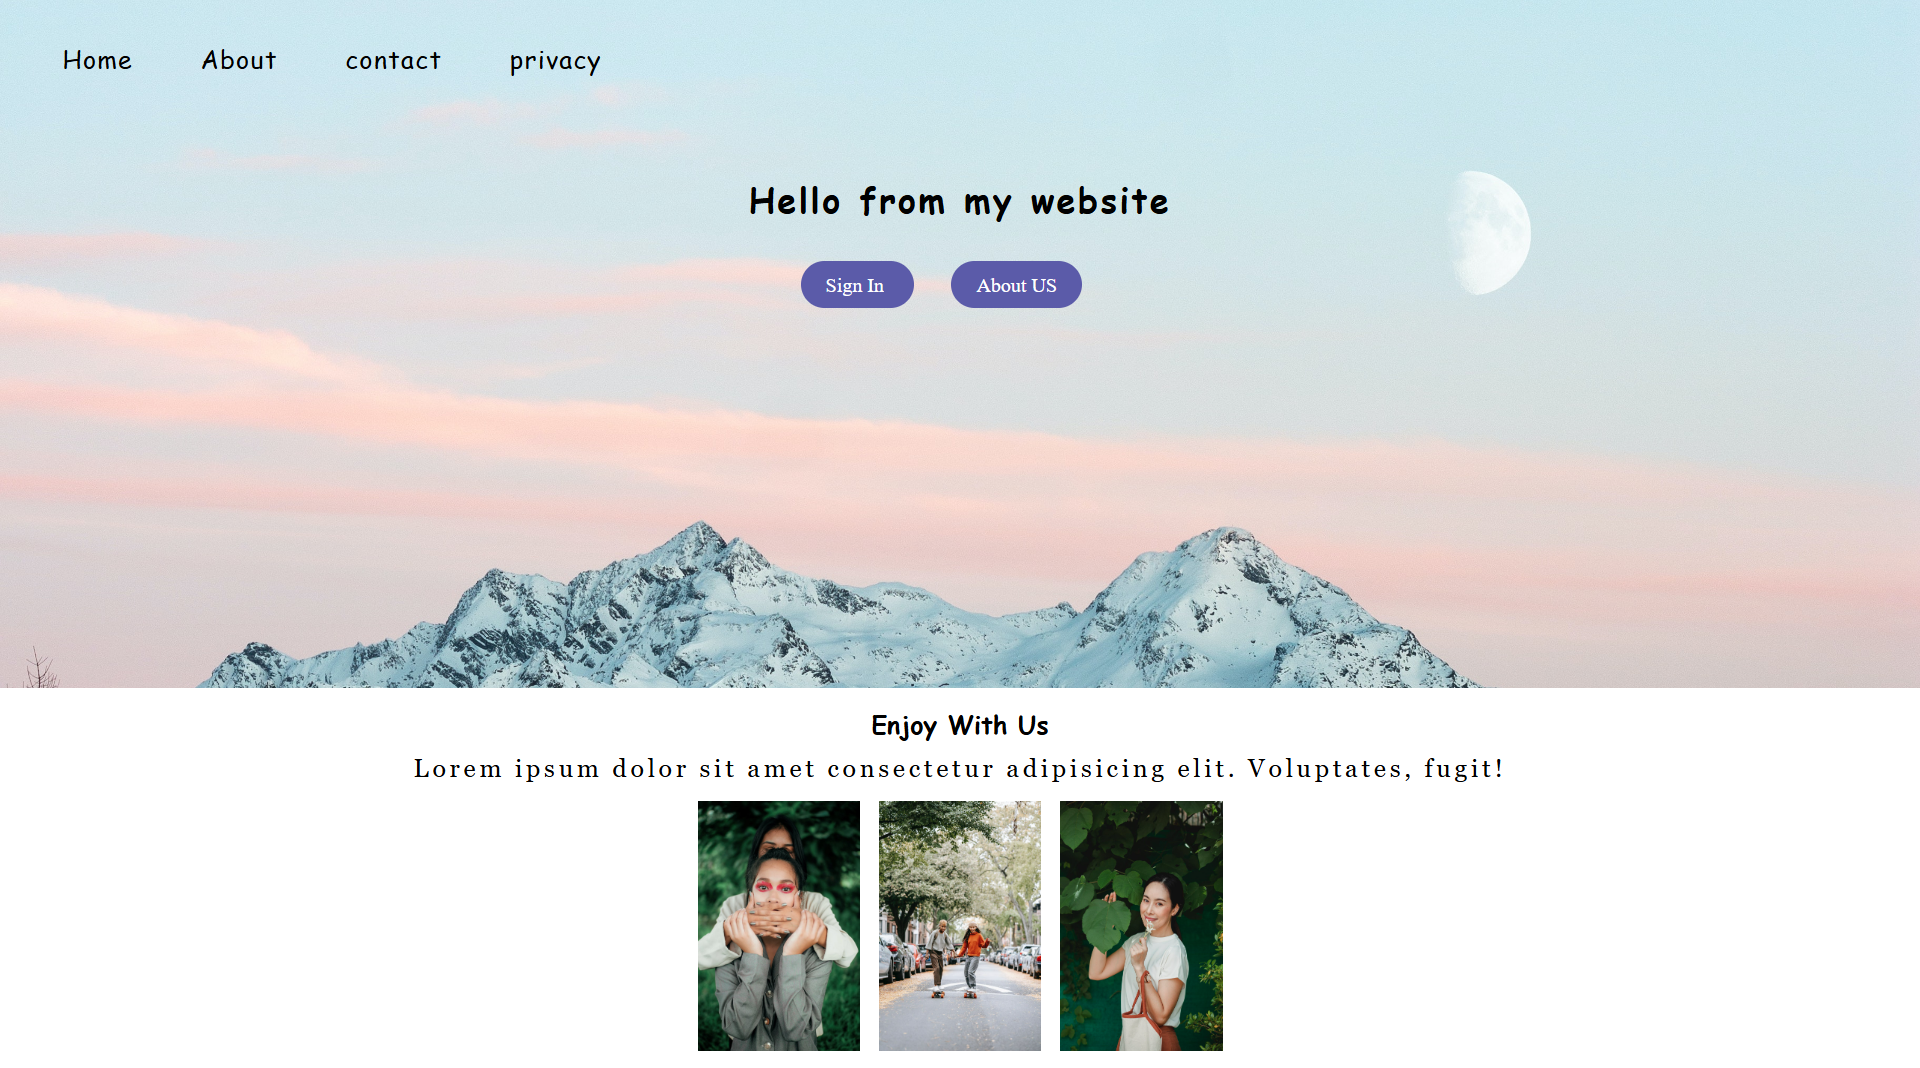 Home About contact privacy
Hello from my website
Sign In About US
Enjoy With Us
Lorem ipsum dolor sit amet consectetur adipisicing elit. Voluptates, fugit!